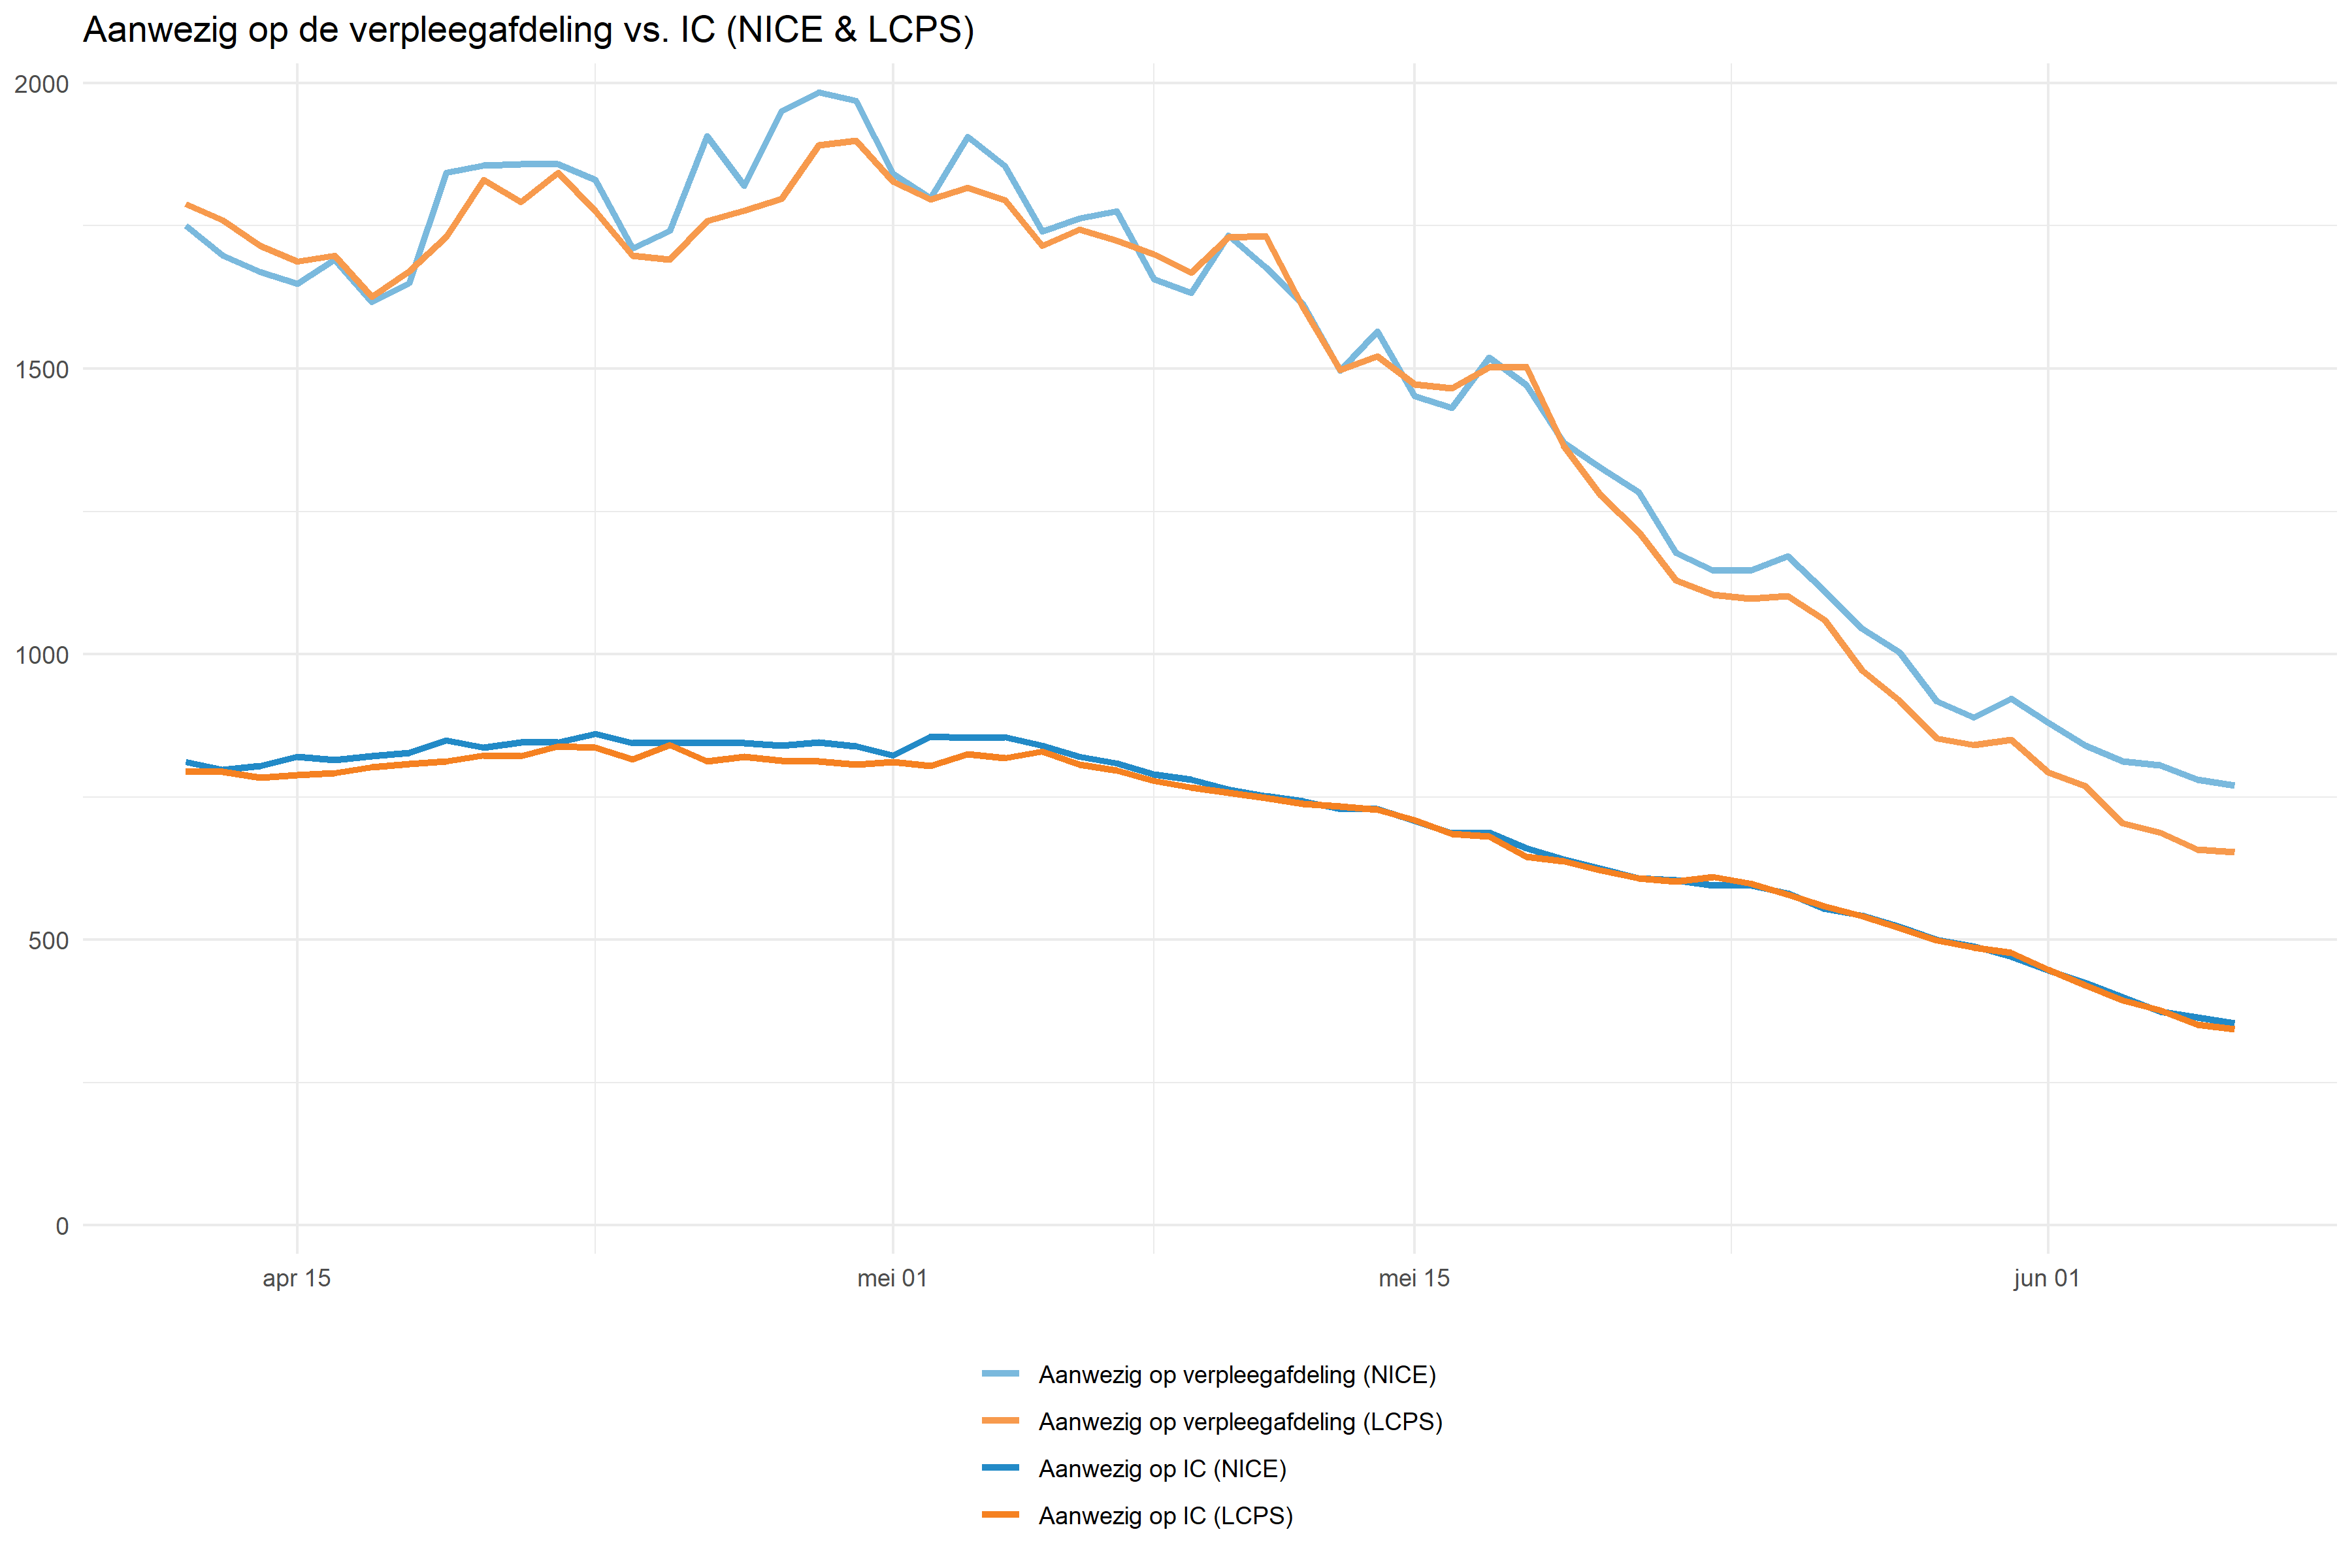 Aanwezig op de verpleegafdeling vs. IC (NICE & LCPS)
2000
1500
1000
500
0
apr 15
mei 01
mei 15
jun 01
Aanwezig op verpleegafdeling (NICE)
Aanwezig op verpleegafdeling (LCPS)
Aanwezig op IC (NICE)
Aanwezig op IC (LCPS)